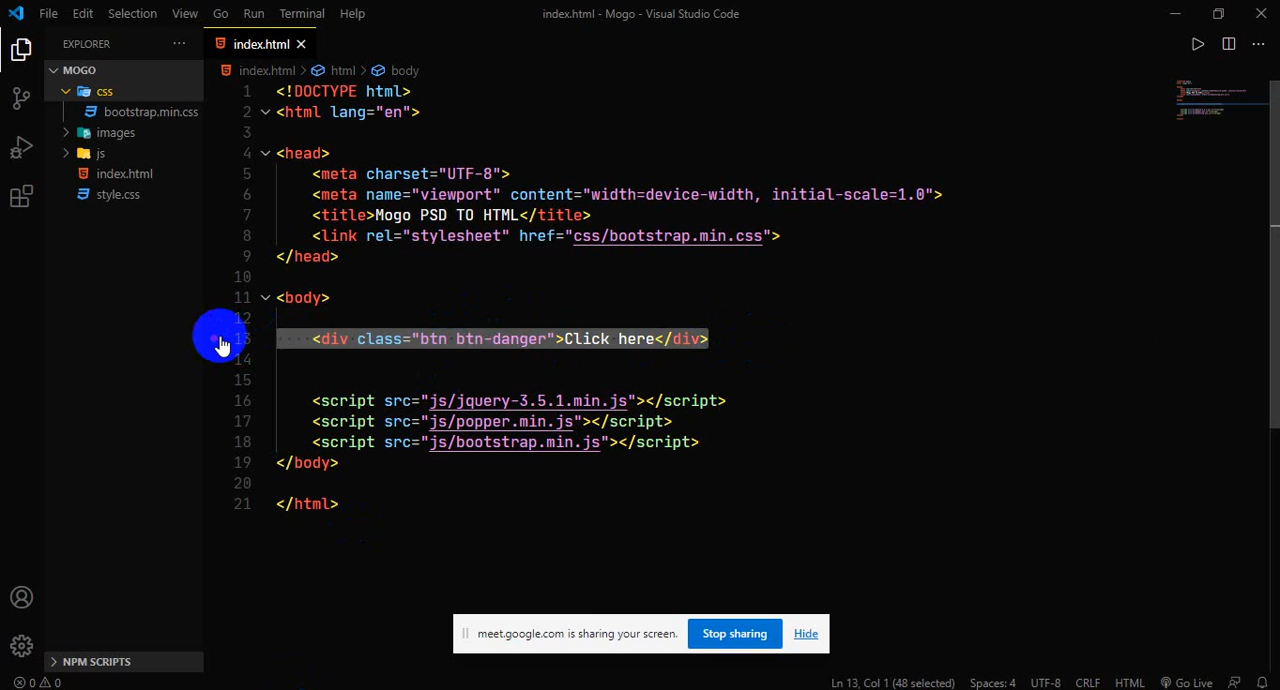 File Edit Selection View Go Run Terminal Help index.html - Mogo - Visual Studio Code
EXPLORER ··· index.html
MOGO index.html > html > body
css
bootstrap.min.css
images
js
index.html
style.css
1 <!DOCTYPE html>
2 <html lang="en">
3
4 <head>
5 <meta charset="UTF-8">
6 <meta name="viewport" content="width=device-width, initial-scale=1.0">
7 <title>Mogo PSD TO HTML</title>
8 <link rel="stylesheet" href="css/bootstrap.min.css">
9 </head>
10
11 <body>
12
13 <div class="btn btn-danger">Click here</div>
14
15
16 <script src="js/jquery-3.5.1.min.js"></script>
17 <script src="js/popper.min.js"></script>
18 <script src="js/bootstrap.min.js"></script>
19 </body>
20
21 </html>
meet.google.com is sharing your screen. Stop sharing Hide
NPM SCRIPTS
0 0 Ln 13, Col 1 (48 selected) Spaces: 4 UTF-8 CRLF HTML Go Live